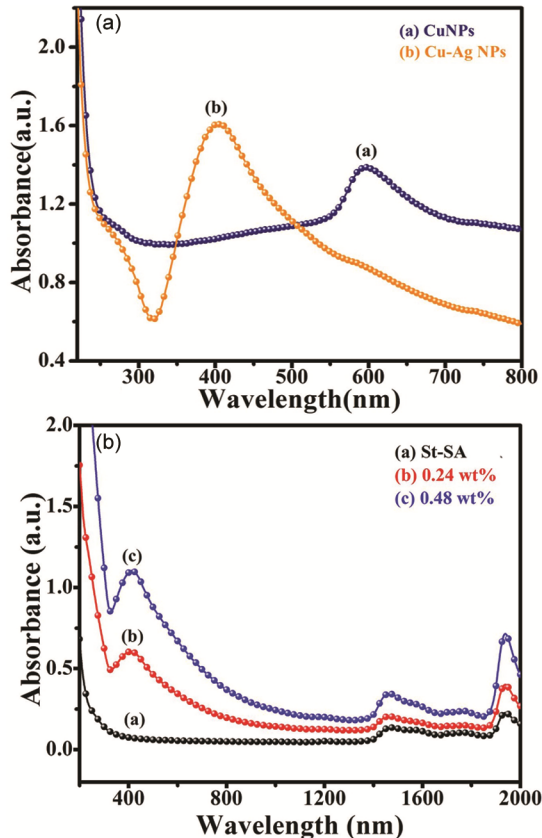 (a)
(a) CuNPs
(b) Cu-Ag NPs
(b)
(a)
2.0
1.6
1.2
0.8
0.4
Absorbance(a.u.)
300 400 500 600 700 800
Wavelength(nm)
(b)
(a) St-SA
(b) 0.24 wt%
(c) 0.48 wt%
(c)
(b)
(a)
2.0
1.5
1.0
0.5
0.0
Absorbance (a.u.)
400 800 1200 1600 2000
Wavelength (nm)